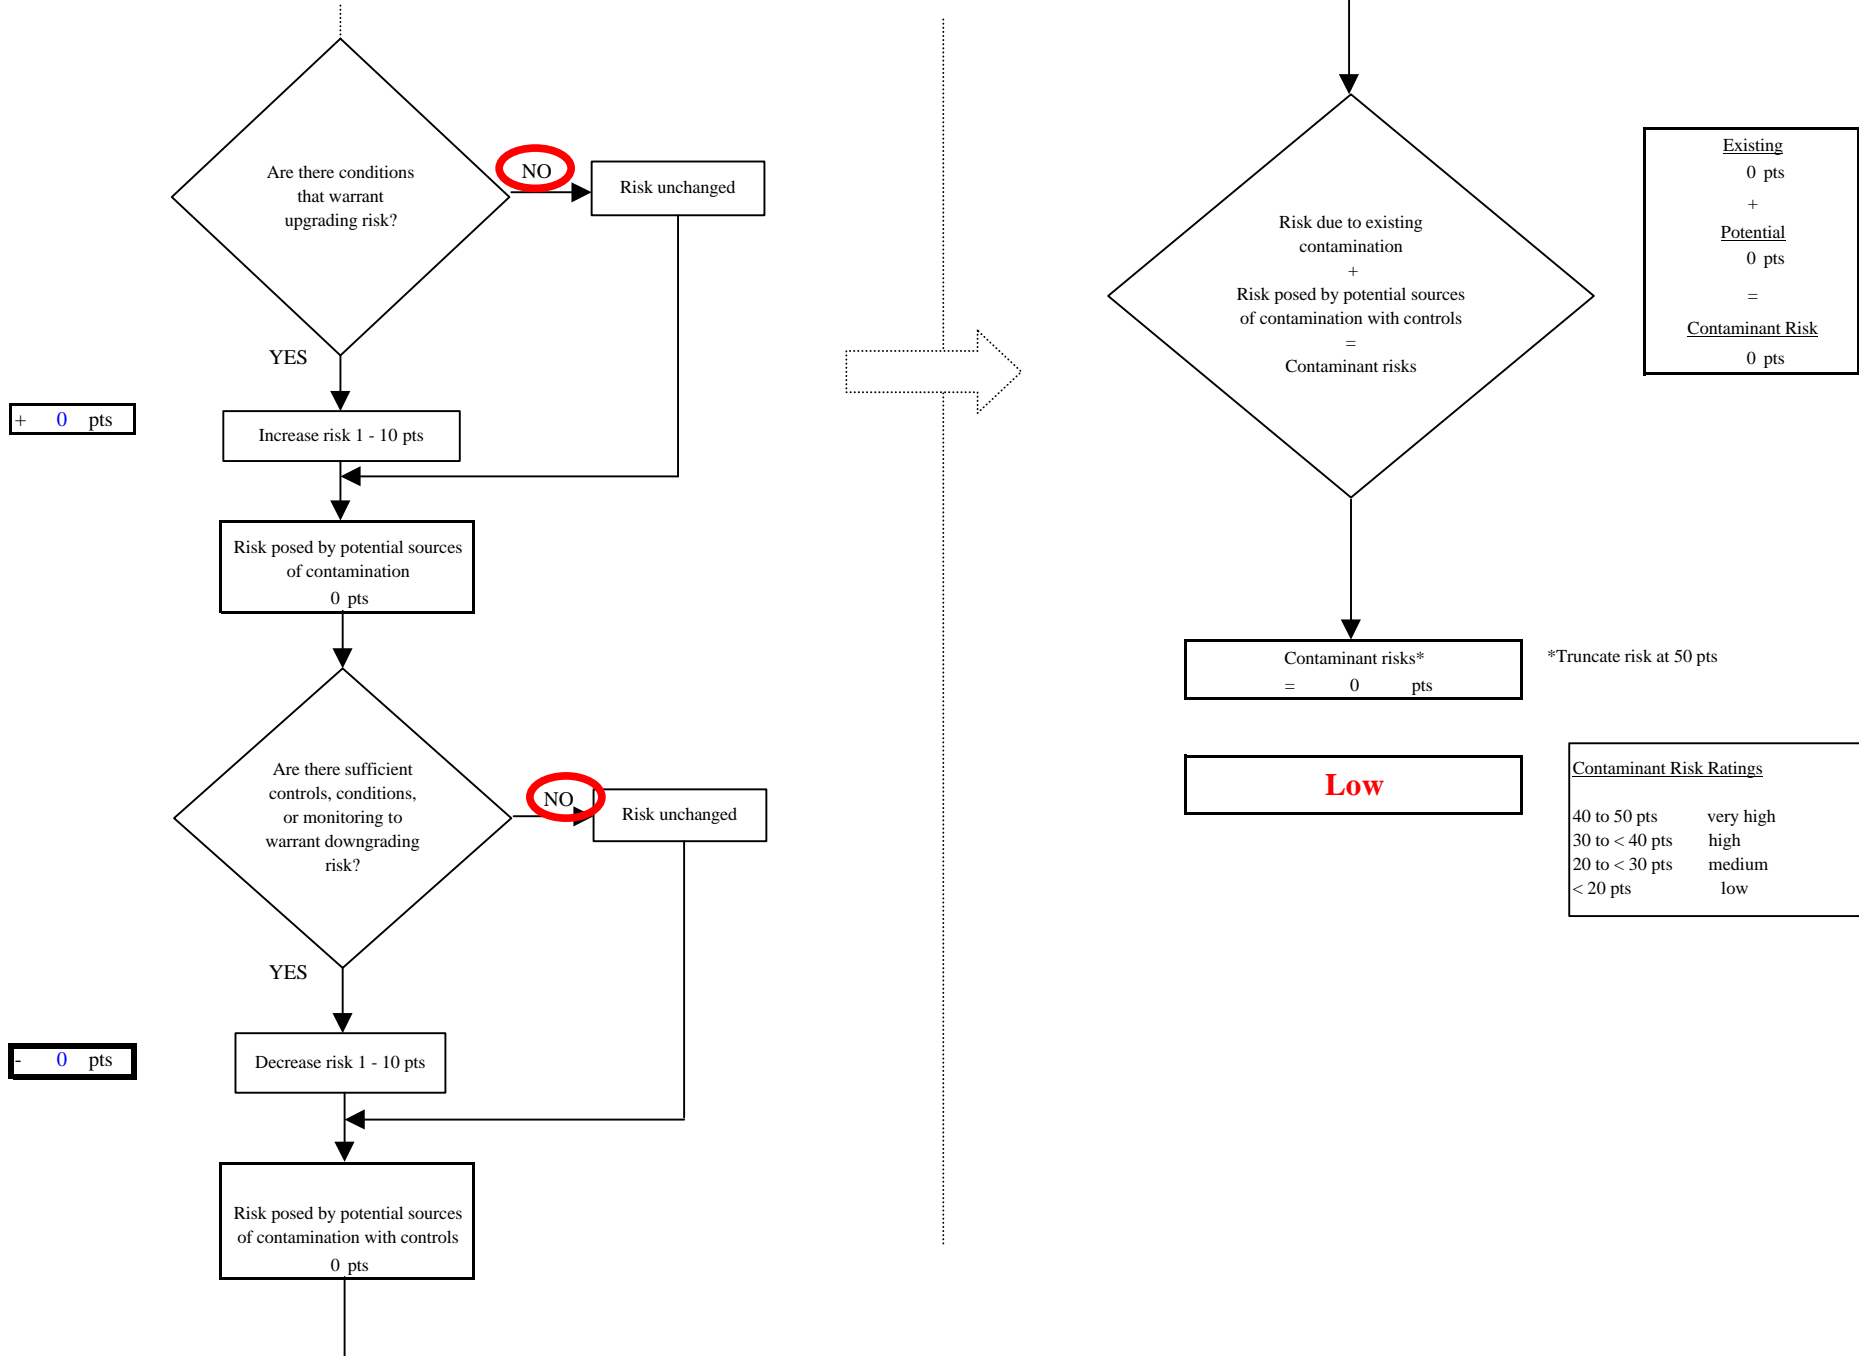 Are there conditions
that warrant
upgrading risk?
NO
Risk unchanged
YES
+ 0 pts
Increase risk 1 - 10 pts
Risk posed by potential sources
of contamination
0 pts
Are there sufficient
controls, conditions,
or monitoring to
warrant downgrading
risk?
NO
Risk unchanged
YES
- 0 pts
Decrease risk 1 - 10 pts
Risk posed by potential sources
of contamination with controls
0 pts
Risk due to existing
contamination
+
Risk posed by potential sources
of contamination with controls
=
Contaminant risks
Existing
0 pts
+
Potential
0 pts
=
Contaminant Risk
0 pts
Contaminant risks*
= 0 pts
*Truncate risk at 50 pts
Low
Contaminant Risk Ratings
40 to 50 pts very high
30 to < 40 pts high
20 to < 30 pts medium
< 20 pts low